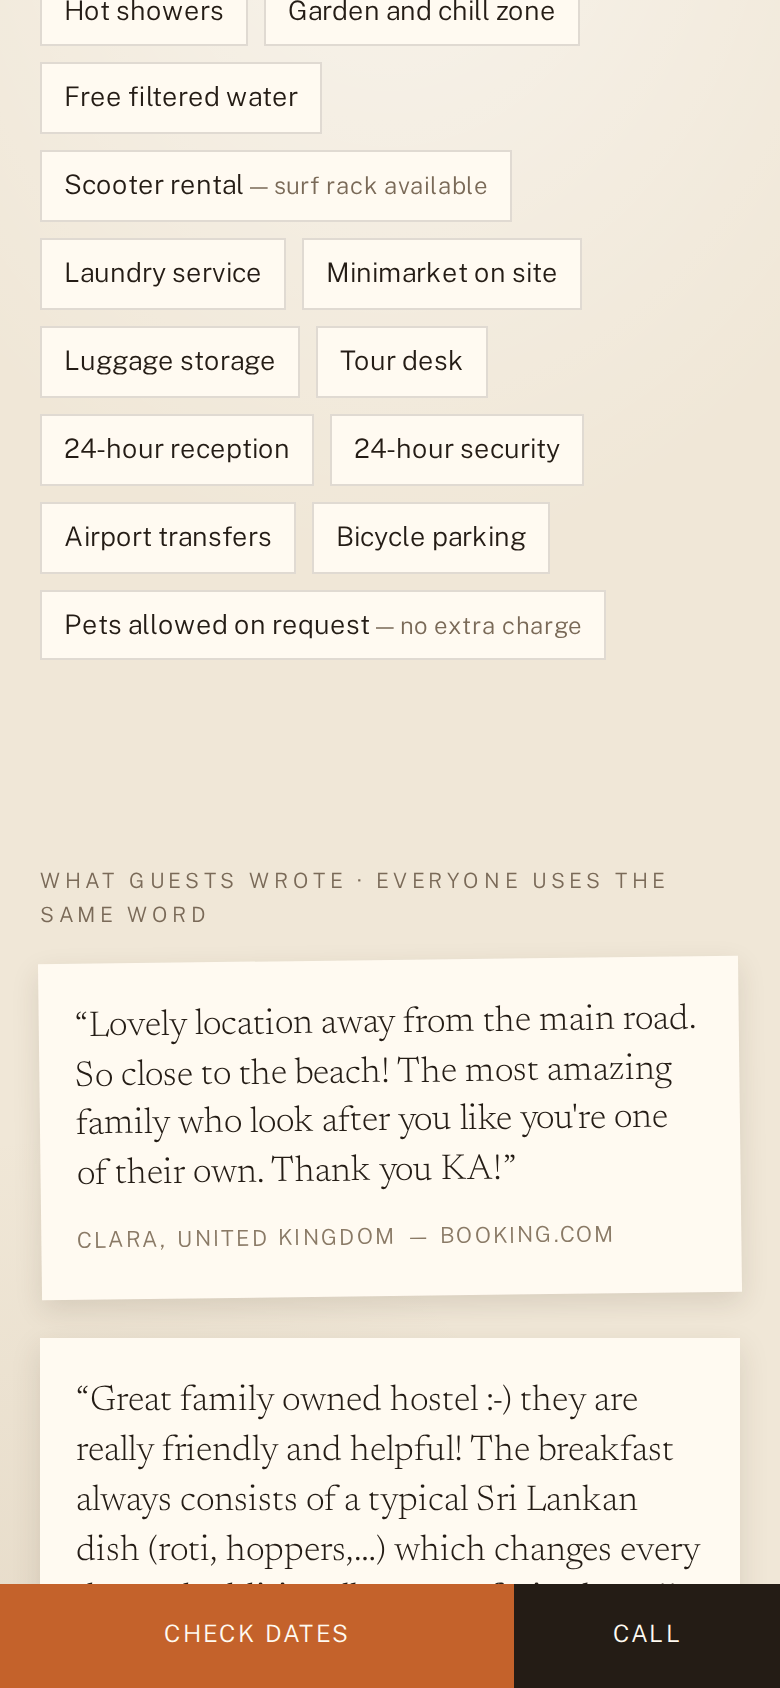 Hot showers
Garden and chill zone
Free filtered water
Scooter rental — surf rack available
Laundry service
Minimarket on site
Luggage storage
Tour desk
24-hour reception
24-hour security
Airport transfers
Bicycle parking
Pets allowed on request — no extra charge
WHAT GUESTS WROTE · EVERYONE USES THE
SAME WORD
“Lovely location away from the main road.
So close to the beach! The most amazing
family who look after you like you're one
of their own. Thank you KA!”
CLARA, UNITED KINGDOM — BOOKING.COM
“Great family owned hostel :-) they are
really friendly and helpful! The breakfast
always consists of a typical Sri Lankan
dish (roti, hoppers,...) which changes every
CHECK DATES
CALL